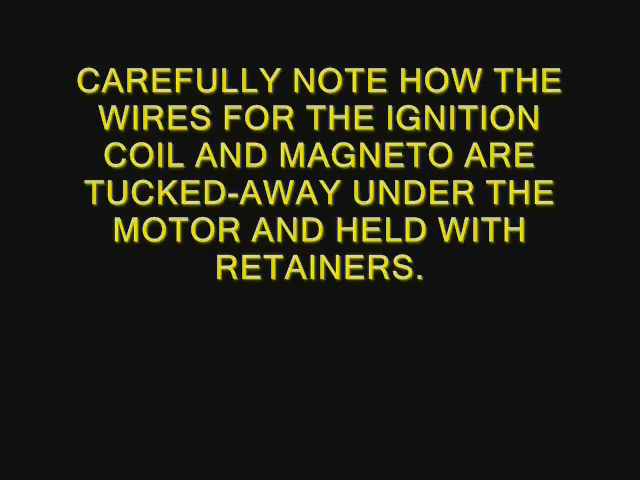 CAREFULLY NOTE HOW THE
WIRES FOR THE IGNITION
COIL AND MAGNETO ARE
TUCKED-AWAY UNDER THE
MOTOR AND HELD WITH
RETAINERS.